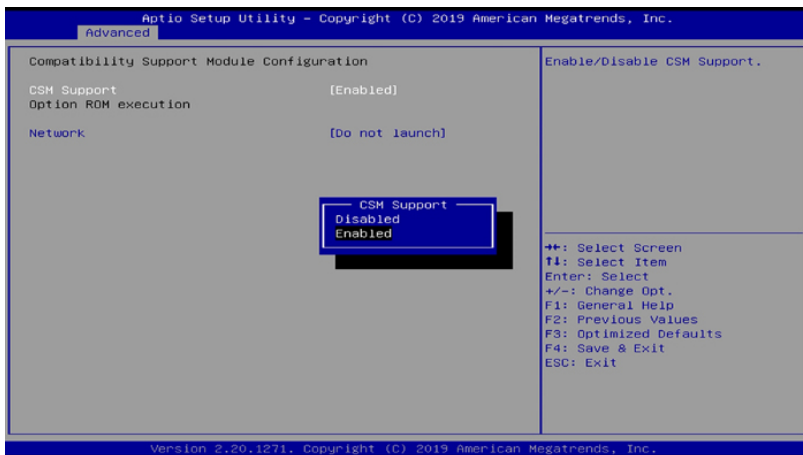 Aptio Setup Utility – Copyright (C) 2019 American Megatrends, Inc.
Advanced
Compatibility Support Module Configuration
CSM Support [Enabled]
Option ROM execution
Network [Do not launch]
CSM Support
Disabled
Enabled
Enable/Disable CSM Support.
→←: Select Screen
↑↓: Select Item
Enter: Select
+/-: Change Opt.
F1: General Help
F2: Previous Values
F3: Optimized Defaults
F4: Save & Exit
ESC: Exit
Version 2.20.1271. Copyright (C) 2019 American Megatrends, Inc.